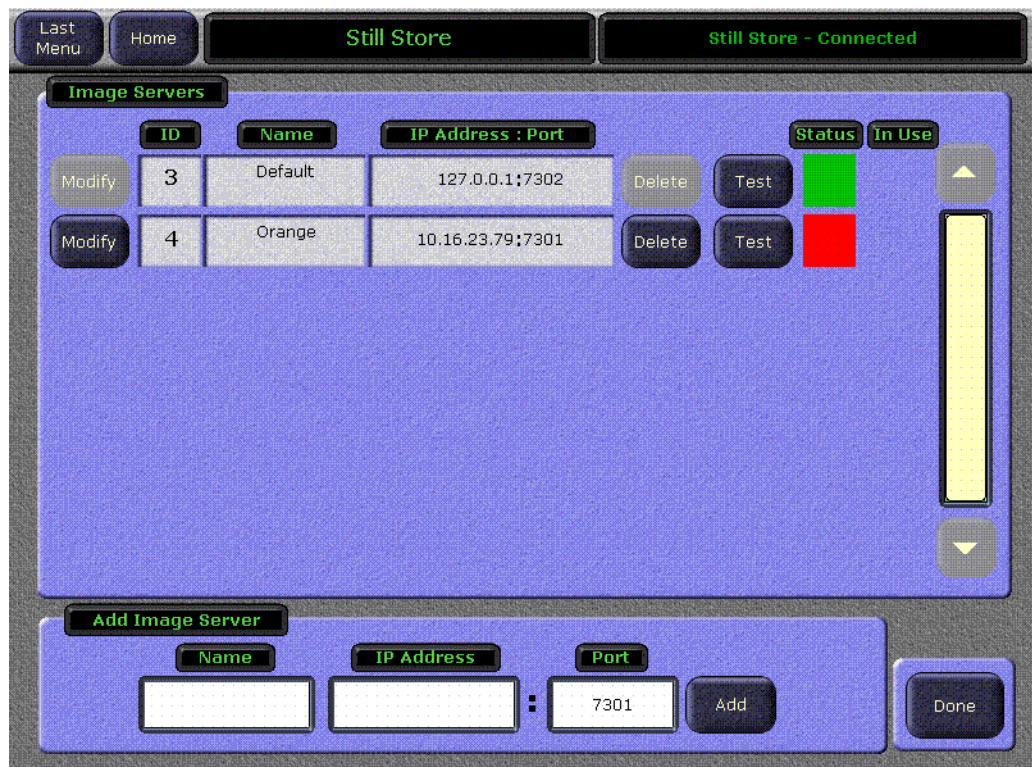 Last Menu Home Still Store Still Store - Connected
Image Servers
ID Name IP Address : Port Status In Use
Modify 3 Default 127.0.0.1:7302 Delete Test
Modify 4 Orange 10.16.23.79:7301 Delete Test
Add Image Server
Name IP Address Port
: 7301 Add Done